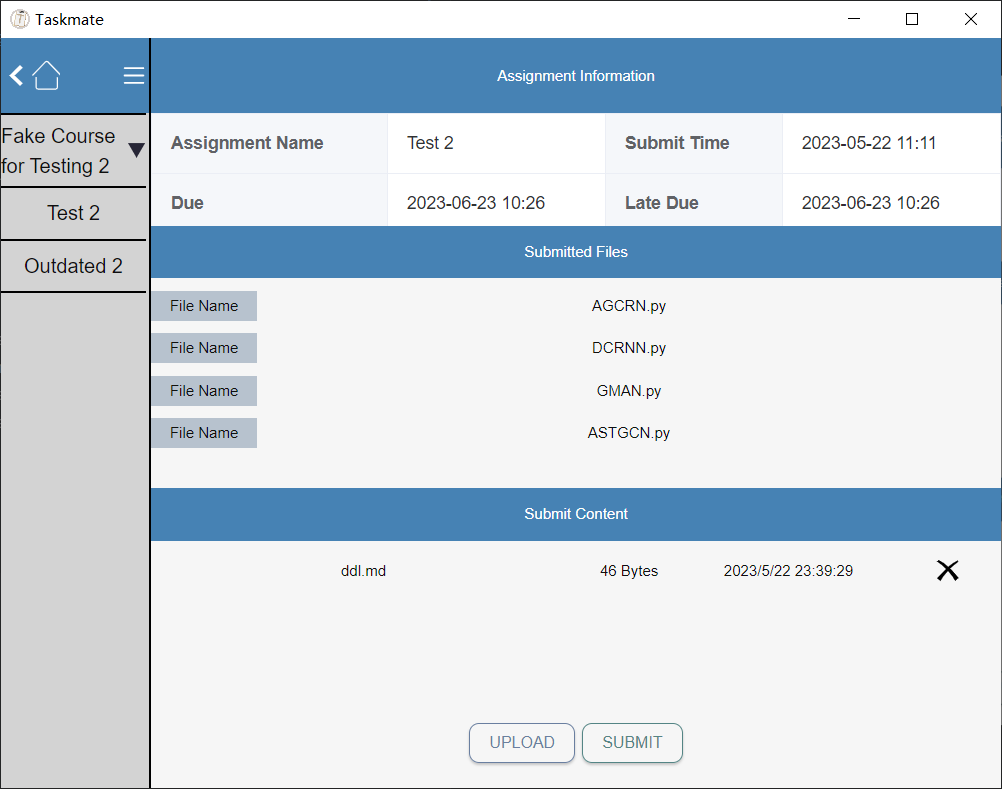 Taskmate
Assignment Information
Fake Course
for Testing 2
Test 2
Outdated 2
Assignment Name Test 2 Submit Time 2023-05-22 11:11
Due 2023-06-23 10:26 Late Due 2023-06-23 10:26
Submitted Files
File Name AGCRN.py
File Name DCRNN.py
File Name GMAN.py
File Name ASTGCN.py
Submit Content
ddl.md 46 Bytes 2023/5/22 23:39:29
UPLOAD SUBMIT